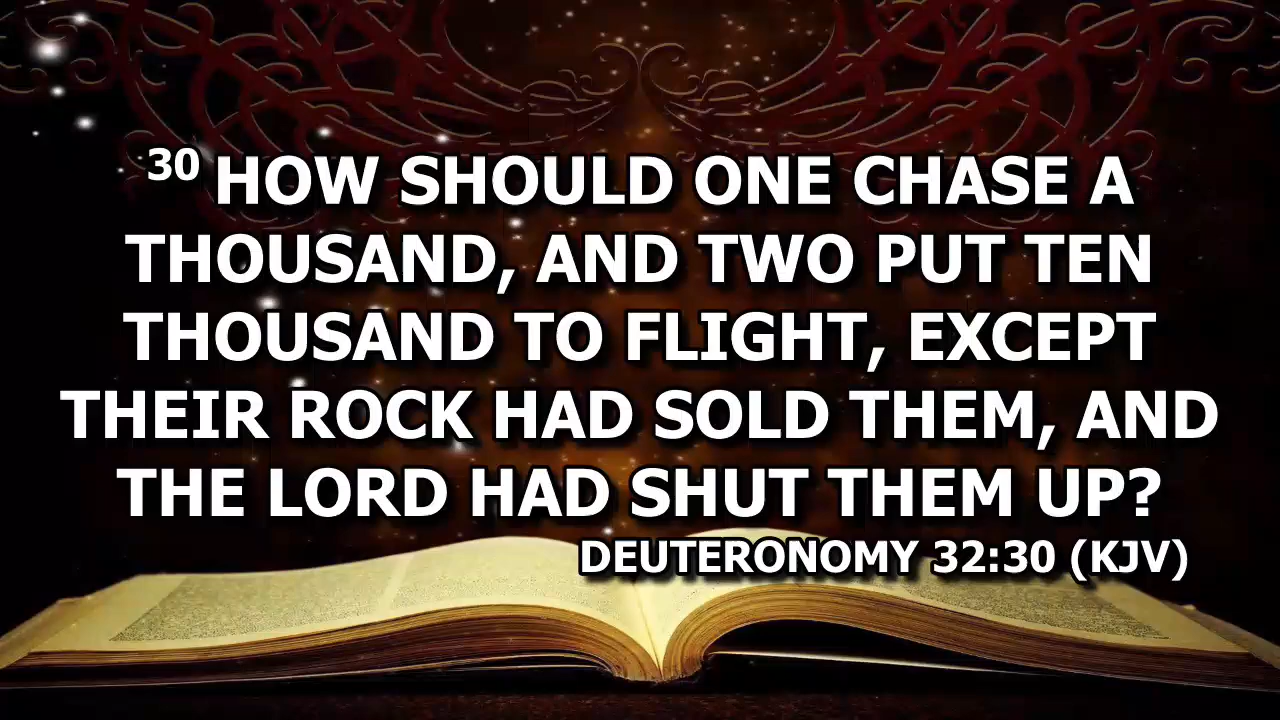 30 HOW SHOULD ONE CHASE A
THOUSAND, AND TWO PUT TEN
THOUSAND TO FLIGHT, EXCEPT
THEIR ROCK HAD SOLD THEM, AND
THE LORD HAD SHUT THEM UP?
DEUTERONOMY 32:30 (KJV)